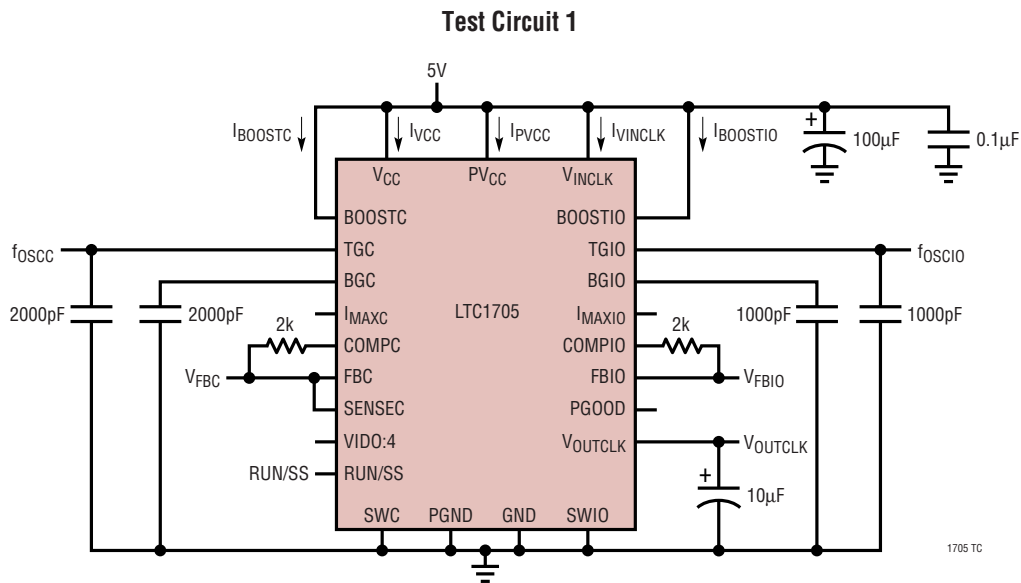 Test Circuit 1
5V
IBOOSTC
IVCC
IPVCC
IVINCLK
IBOOSTIO
+
100µF
0.1µF
VCC
PVCC
VINCLK
BOOSTC
BOOSTIO
fOSCC
TGC
TGIO
fOSCIO
BGC
BGIO
2000pF
2000pF
IMAXC
LTC1705
IMAXIO
1000pF
1000pF
2k
COMPC
COMPIO
2k
VFBC
FBC
FBIO
VFBIO
SENSEC
PGOOD
VIDO:4
VOUTCLK
VOUTCLK
RUN/SS
RUN/SS
+
10µF
SWC
PGND
GND
SWIO
1705 TC